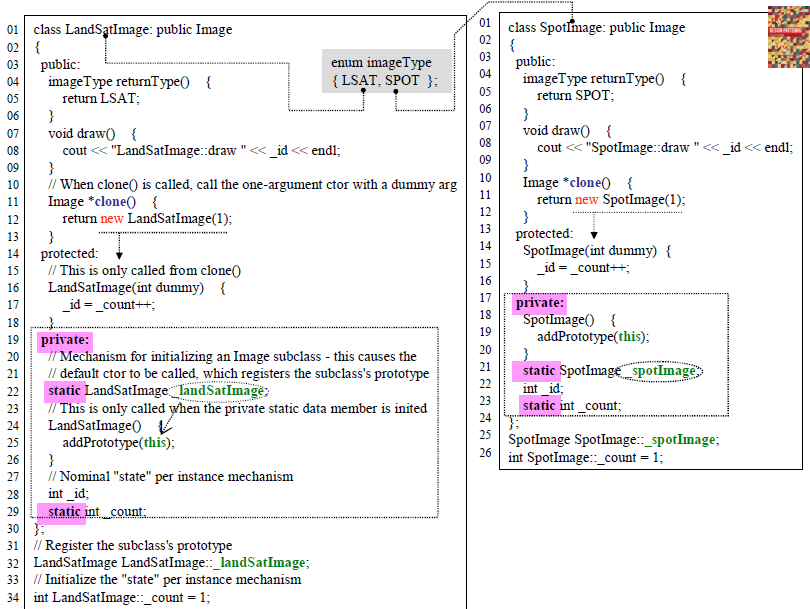 01 class LandSatImage: public Image
02 {
03 public:
04 imageType returnType() {
05 return LSAT;
06 }
07 void draw() {
08 cout << "LandSatImage::draw " << _id << endl;
09 }
10 // When clone() is called, call the one-argument ctor with a dummy arg
11 Image *clone() {
12 return new LandSatImage(1);
13 }
14 protected:
15 // This is only called from clone()
16 LandSatImage(int dummy) {
17 _id = _count++;
18 }
19 private:
20 // Mechanism for initializing an Image subclass - this causes the
21 // default ctor to be called, which registers the subclass's prototype
22 static LandSatImage _landSatImage;
23 // This is only called when the private static data member is inited
24 LandSatImage() {
25 addPrototype(this);
26 }
27 // Nominal "state" per instance mechanism
28 int _id;
29 static int _count;
30 };
31 // Register the subclass's prototype
32 LandSatImage LandSatImage::_landSatImage;
33 // Initialize the "state" per instance mechanism
34 int LandSatImage::_count = 1;
enum imageType
{ LSAT, SPOT };
01 class SpotImage: public Image
02 {
03 public:
04 imageType returnType() {
05 return SPOT;
06 }
07 void draw() {
08 cout << "SpotImage::draw " << _id << endl;
09 }
10 Image *clone() {
11 return new SpotImage(1);
12 }
13 protected:
14 SpotImage(int dummy) {
15 _id = _count++;
16 }
17 private:
18 SpotImage() {
19 addPrototype(this);
20 }
21 static SpotImage _spotImage;
22 int _id;
23 static int _count;
24 };
25 SpotImage SpotImage::_spotImage;
26 int SpotImage::_count = 1;
DESIGN PATTERNS